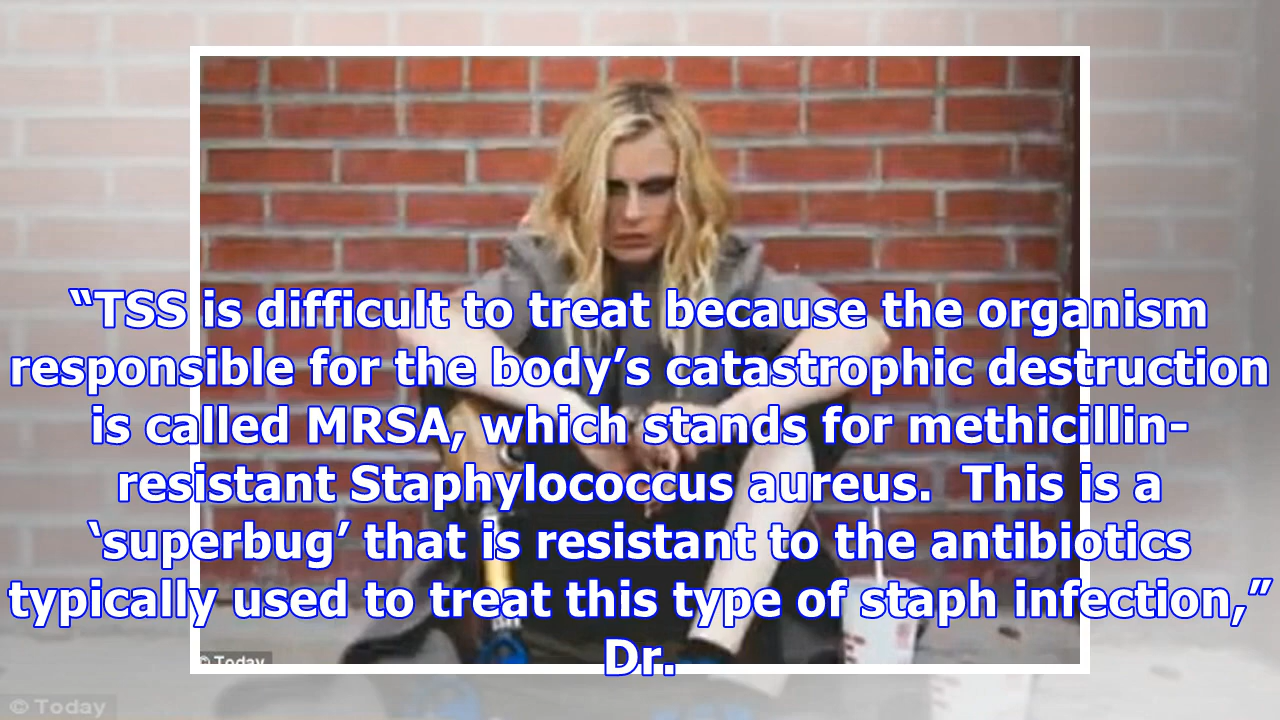 “TSS is difficult to treat because the organism
responsible for the body’s catastrophic destruction
is called MRSA, which stands for methicillin-
resistant Staphylococcus aureus.  This is a
‘superbug’ that is resistant to the antibiotics
typically used to treat this type of staph infection,”
Dr.
© Today
© Today